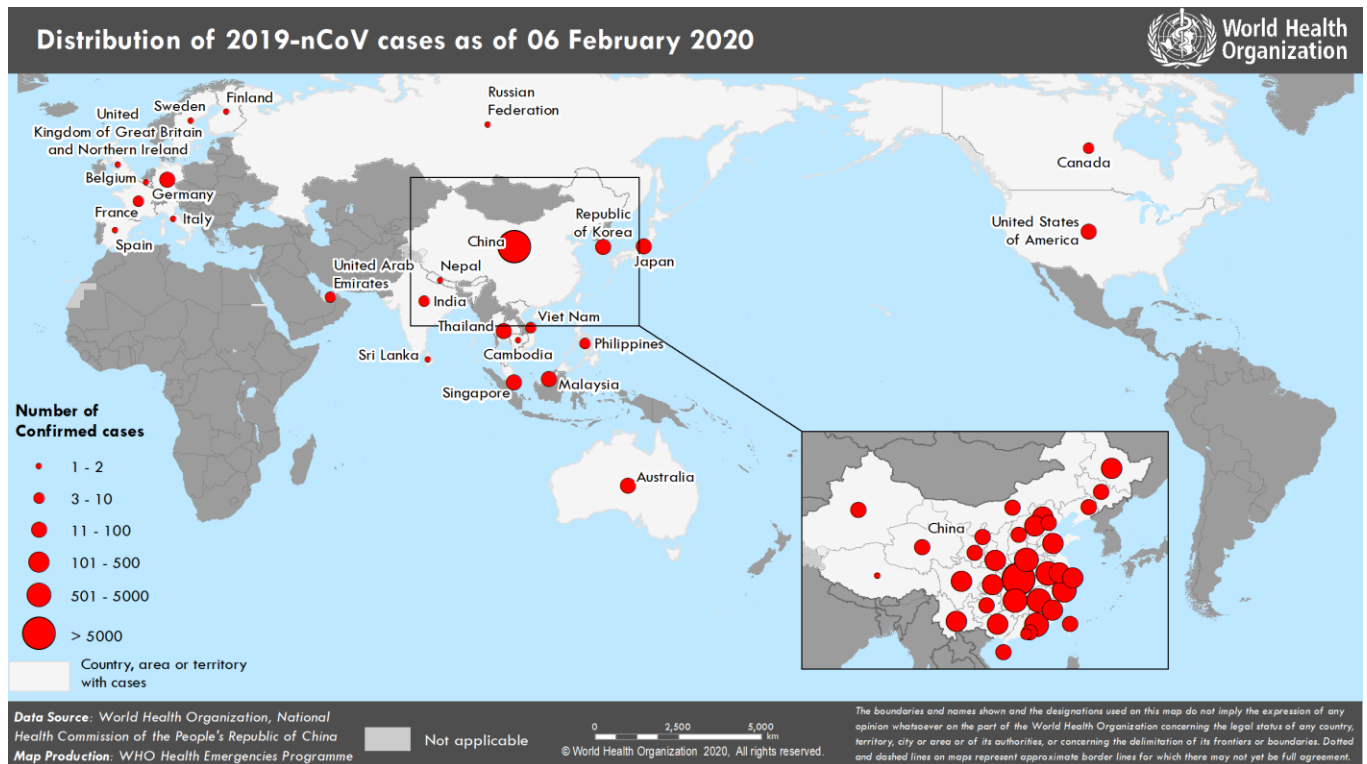 Distribution of 2019-nCoV cases as of 06 February 2020
World Health
Organization
Finland
Sweden
United
Kingdom of Great Britain
and Northern Ireland
Belgium
Germany
France
Italy
Spain
Russian
Federation
Canada
United States
of America
China
Republic
of Korea
Japan
United Arab
Emirates
Nepal
India
Thailand
Viet Nam
Sri Lanka
Cambodia
Philippines
Singapore
Malaysia
Australia
China
Number of
Confirmed cases
1 - 2
3 - 10
11 - 100
101 - 500
501 - 5000
> 5000
Country, area or territory
with cases
Data Source: World Health Organization, National
Health Commission of the People's Republic of China
Map Production: WHO Health Emergencies Programme
Not applicable
0 2,500 5,000
km
© World Health Organization 2020, All rights reserved.
The boundaries and names shown and the designations used on this map do not imply the expression of any
opinion whatsoever on the part of the World Health Organization concerning the legal status of any country,
territory, city or area or of its authorities, or concerning the delimitation of its frontiers or boundaries. Dotted
and dashed lines on maps represent approximate border lines for which there may not yet be full agreement.